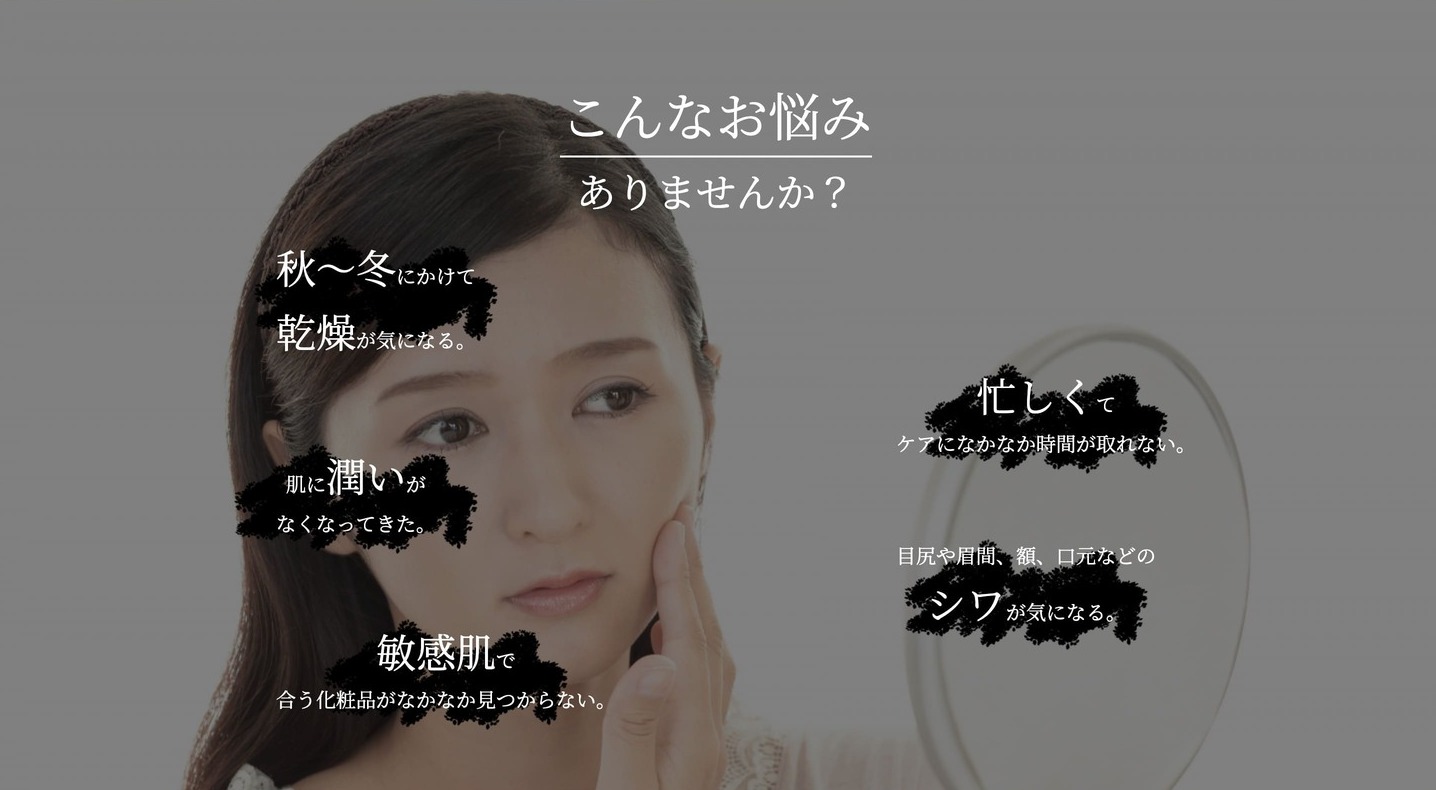 こんなお悩み
ありませんか？
秋〜冬にかけて
乾燥が気になる。
肌に潤いが
なくなってきた。
敏感肌で
合う化粧品がなかなか見つからない。
忙しくて
ケアになかなか時間が取れない。
目尻や眉間、額、口元などの
シワが気になる。